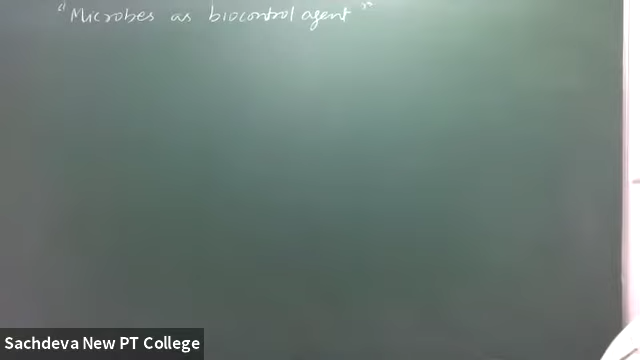 "Microbes as biocontrol agent"
Sachdeva New PT College